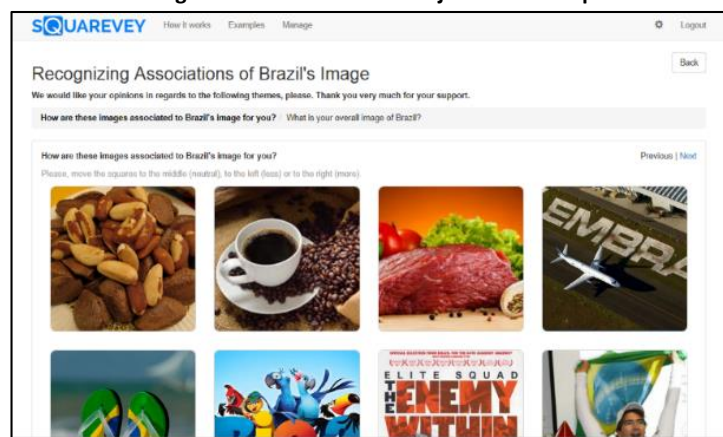 SQUAREVEY How it works Examples Manage Logout
Back
Recognizing Associations of Brazil's Image
We would like your opinions in regards to the following themes, please. Thank you very much for your support.
How are these images associated to Brazil's image for you? / What is your overall image of Brazil?
How are these images associated to Brazil's image for you? Previous | Next
Please, move the squares to the middle (neutral), to the left (less) or to the right (more).
EMBRA
ELITE SQUAD
THE ENEMY
WITHIN